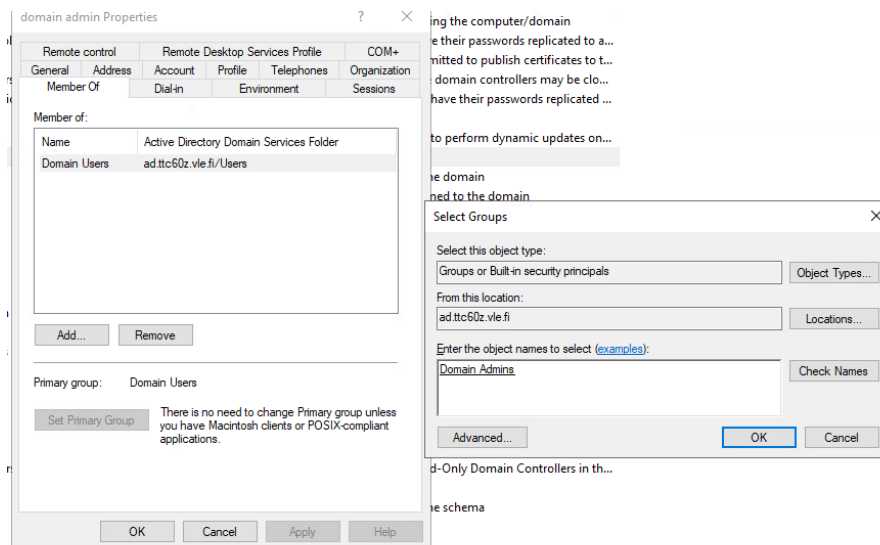 domain admin Properties ? ×
Remote control Remote Desktop Services Profile COM+
General Address Account Profile Telephones Organization
Member Of Dial-in Environment Sessions
Member of:
Name Active Directory Domain Services Folder
Domain Users ad.ttc60z.vle.fi/Users
Add... Remove
Primary group: Domain Users
Set Primary Group
There is no need to change Primary group unless
you have Macintosh clients or POSIX-compliant
applications.
OK Cancel Apply Help
ing the computer/domain
their passwords replicated to a...
mitted to publish certificates to t...
domain controllers may be clo...
have their passwords replicated ...
to perform dynamic updates on...
domain
ned to the domain
Select Groups ×
Select this object type:
Groups or Built-in security principals Object Types...
From this location:
ad.ttc60z.vle.fi Locations...
Enter the object names to select (examples):
Domain Admins Check Names
Advanced... OK Cancel
d-Only Domain Controllers in th...
schema